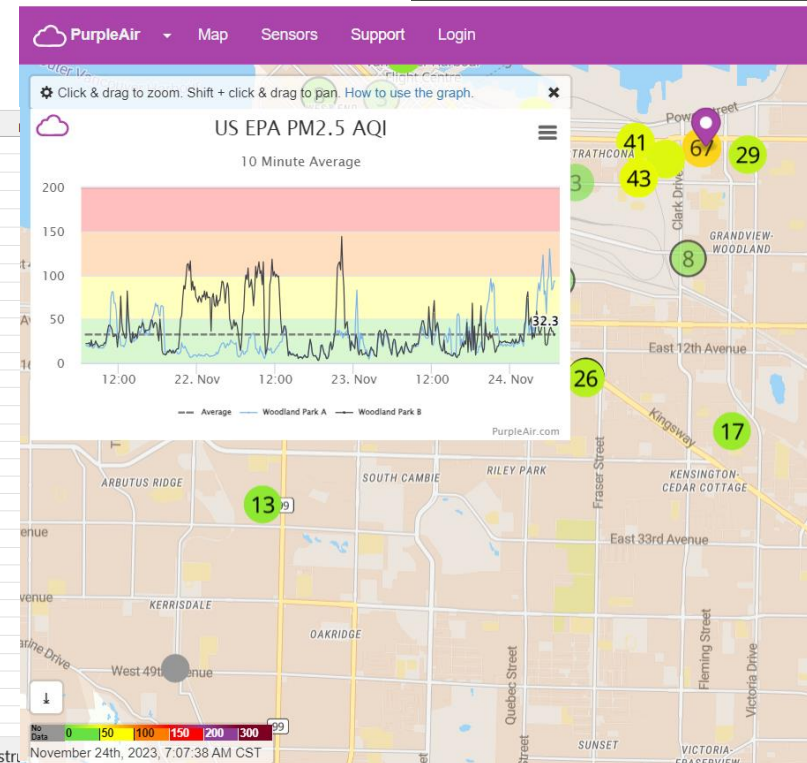 PurpleAir Map Sensors Support Login
Click & drag to zoom. Shift + click & drag to pan. How to use the graph.
US EPA PM2.5 AQI
10 Minute Average
200
150
100
50
0
32.3
12:00 22. Nov 12:00 23. Nov 12:00 24. Nov
Average Woodland Park A Woodland Park B
PurpleAir.com
Flight Centre
STRATHCONA
41
67
29
43
3
Clark Drive
GRANDVIEW-
WOODLAND
8
East 12th Avenue
26
Kingsway
17
ARBUTUS RIDGE
SOUTH CAMBIE
RILEY PARK
Fraser Street
KENSINGTON-
CEDAR COTTAGE
13
99
East 33rd Avenue
KERRISDALE
OAKRIDGE
Quebec Street
Fleming Street
Victoria Drive
West 49th Avenue
SUNSET
VICTORIA-
FRASERVIEW
99
No
Data 0 50 100 150 200 300
November 24th, 2023, 7:07:38 AM CST